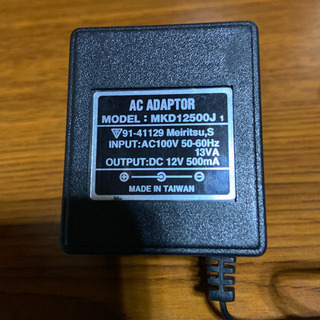 AC ADAPTOR
MODEL : MKD12500J 1
91-41129 Meiritsu,S
INPUT:AC100V 50-60Hz
13VA
OUTPUT:DC 12V 500mA
MADE IN TAIWAN